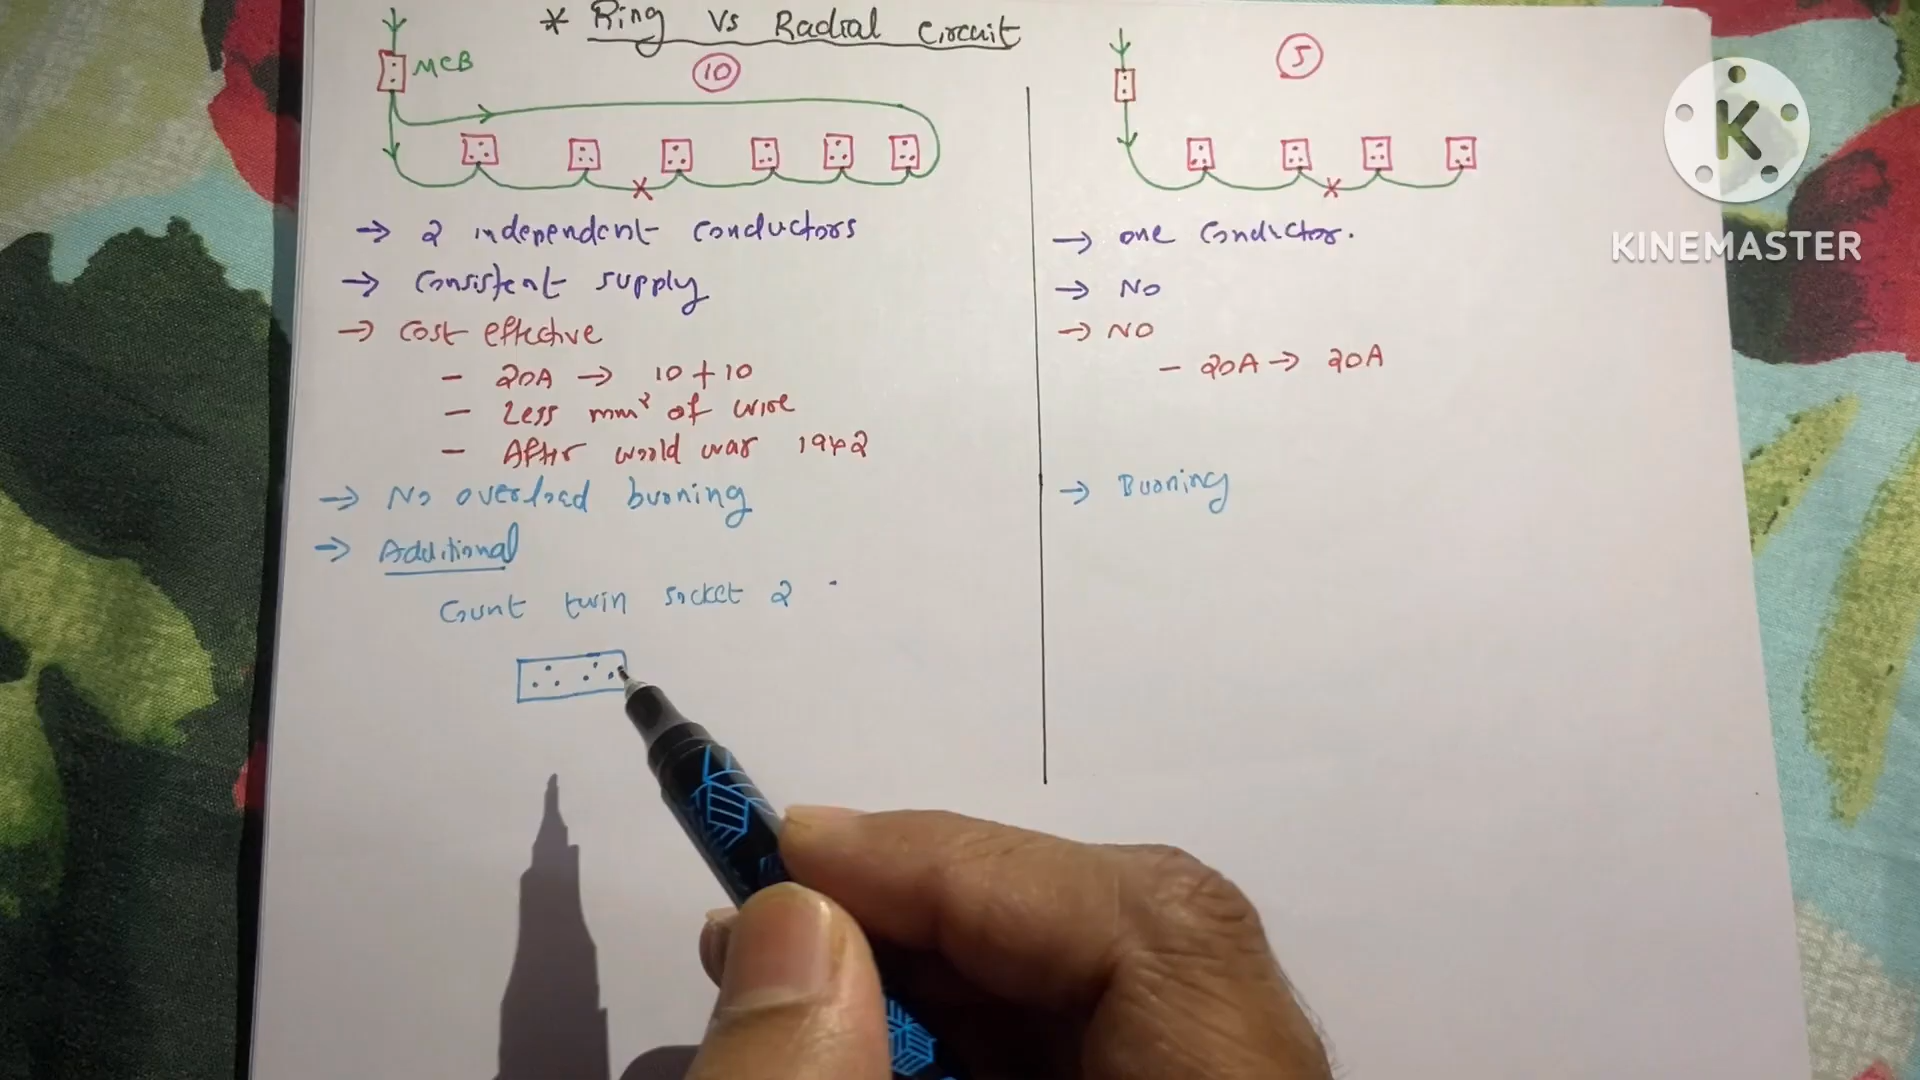 * Ring Vs Radial Circuit
MCB
10
→ 2 independent conductors
→ Consistent supply
→ Cost effective
- 20A → 10 + 10
- Less mm² of wire
- After world war 1942
→ No overload burning
→ Additional
Count twin socket 2
5
→ one Conductor.
→ No
→ NO
- 20A → 20A
→ Burning
K
KINEMASTER